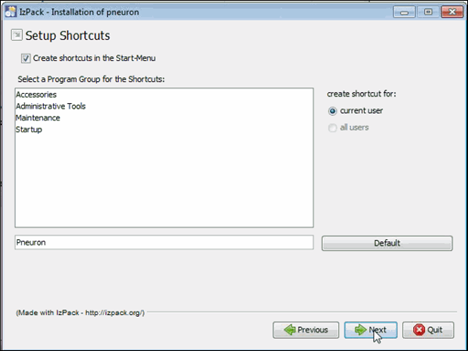 IzPack - Installation of pneuron
Setup Shortcuts
Create shortcuts in the Start-Menu
Select a Program Group for the Shortcuts:
create shortcut for:
Accessories
Administrative Tools
Maintenance
Startup
current user
all users
Pneuron
Default
(Made with IzPack - http://izpack.org/)
Previous
Next
Quit